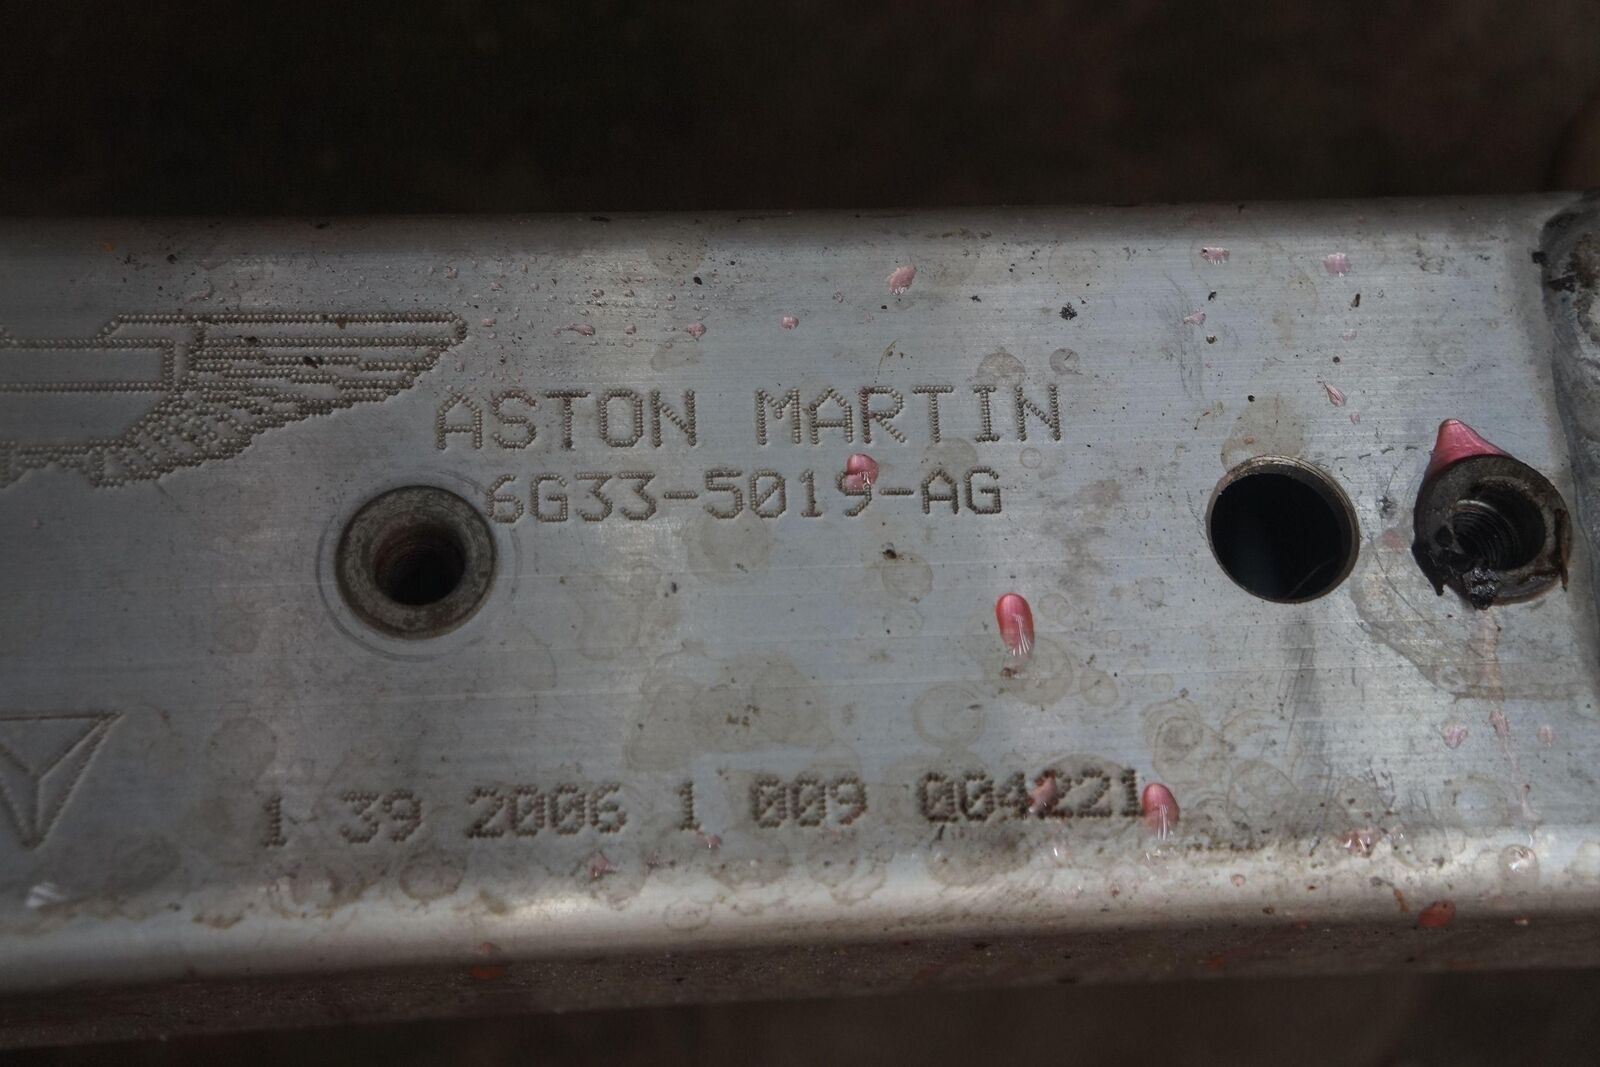 ASTON MARTIN
6G33-5019-AG
1 39 2006 1 009 004221